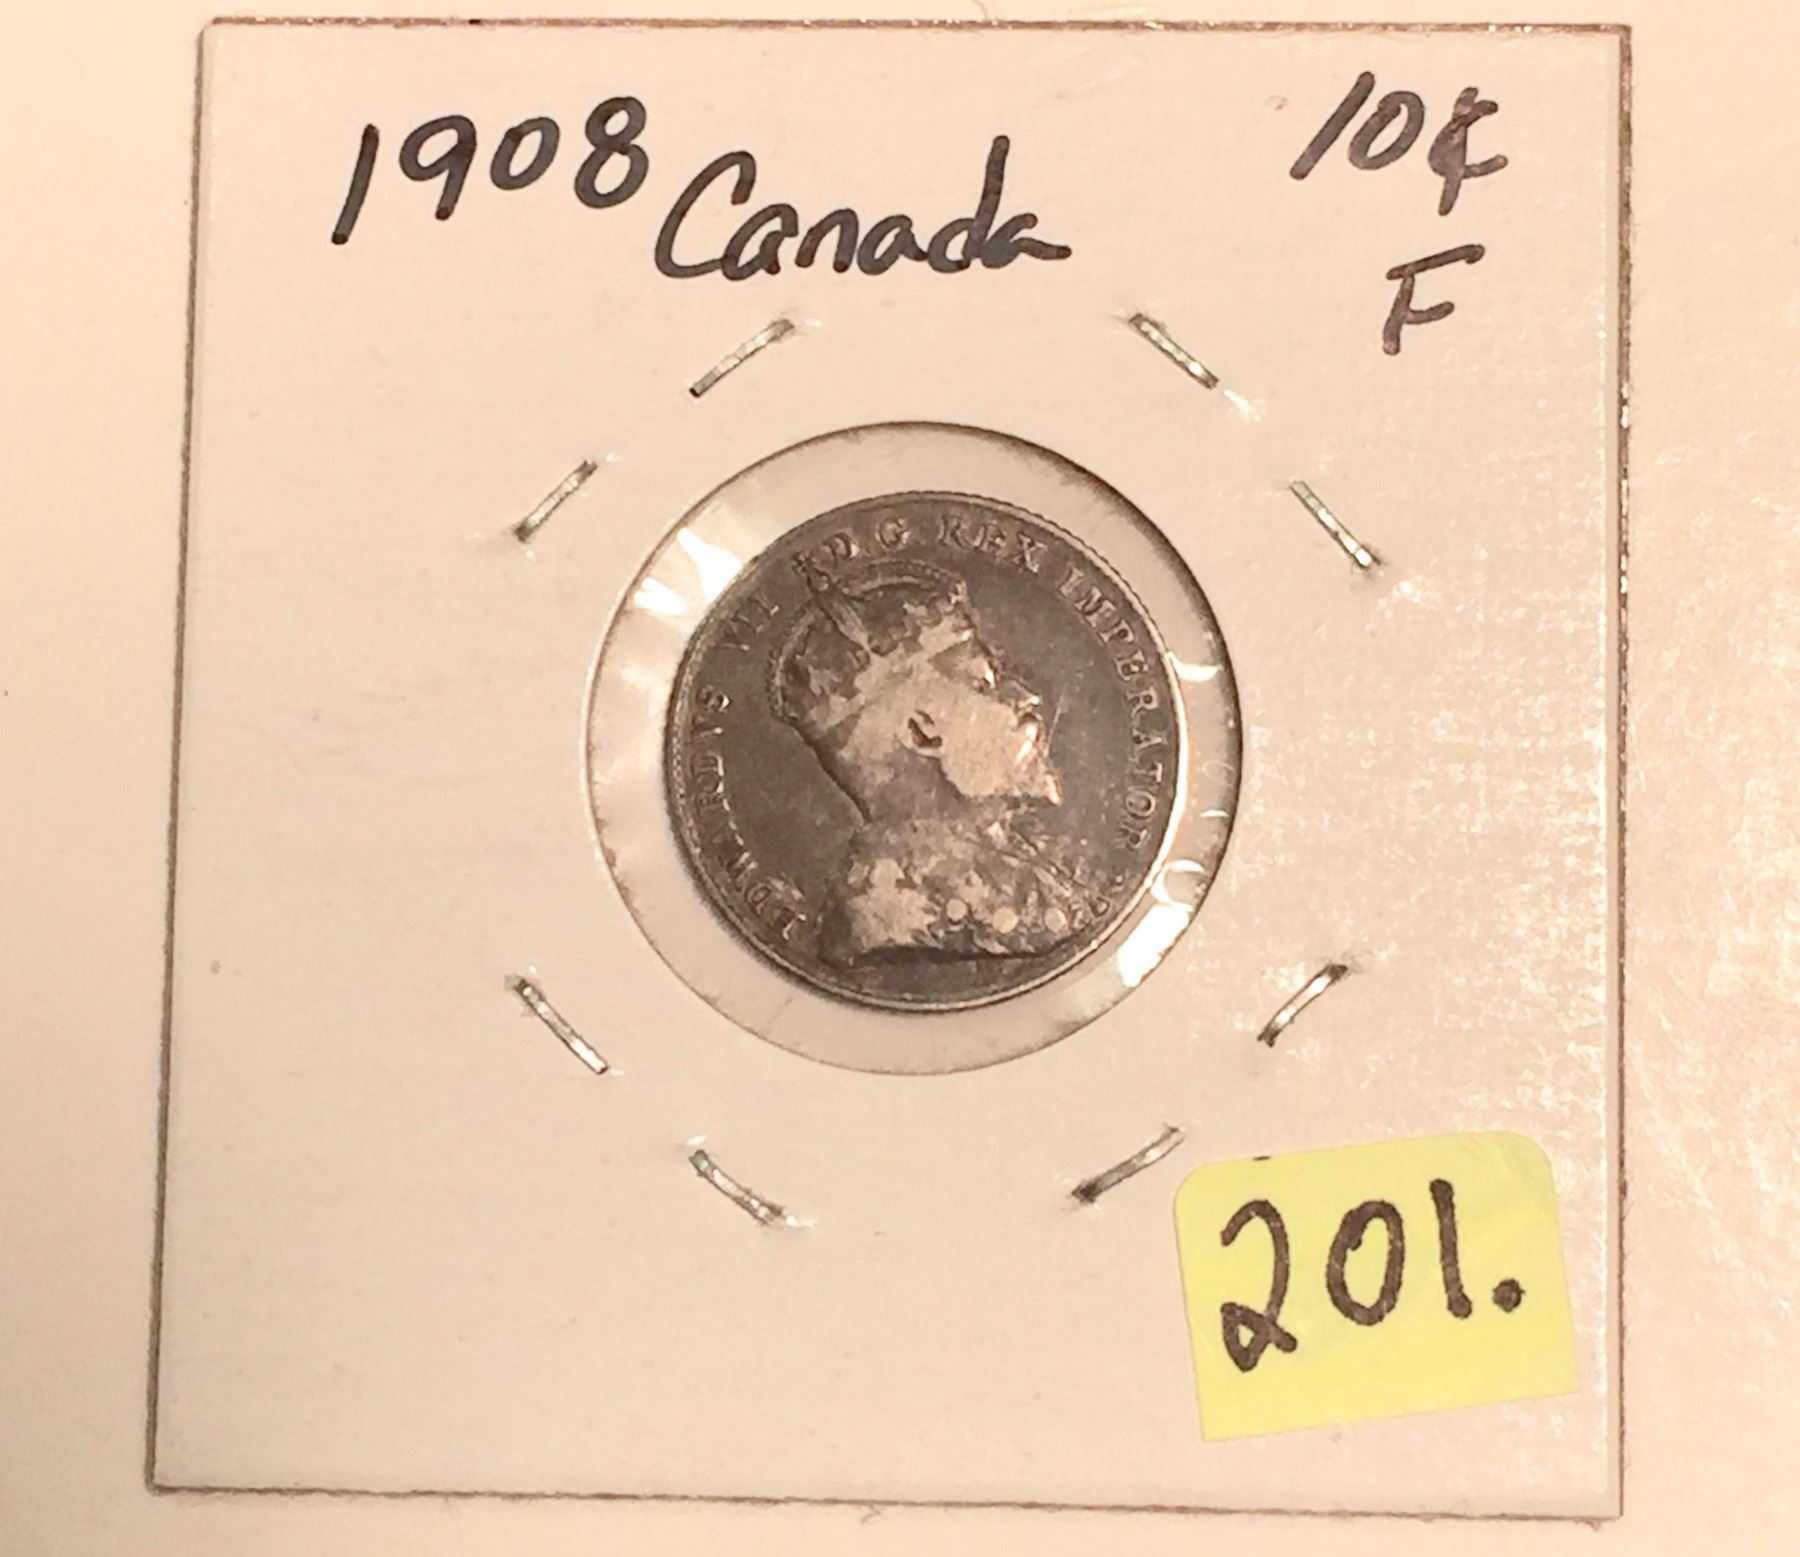 1908 Canada 10¢
F
EDWARDVS VII D.G. REX IMPERATOR
201.